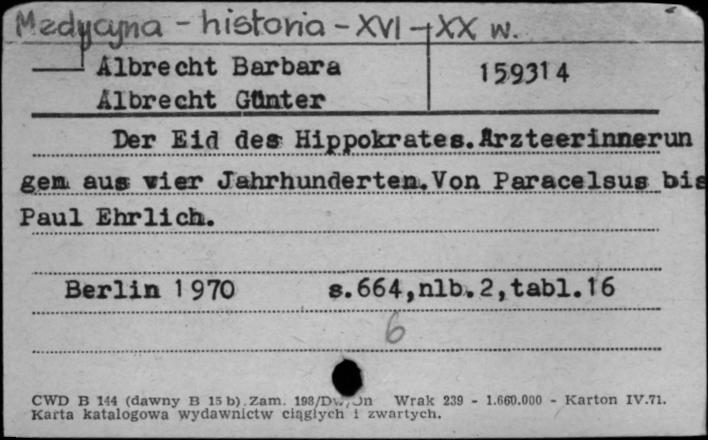 Medycyna - historia - XVI - XX w.
Albrecht Barbara 159314
Albrecht Günter
Der Eid des Hippokrates.Ärzteerinnerun
gen aus vier Jahrhunderten.Von Paracelsus bis
Paul Ehrlich.
Berlin 1970 s.664,nlb.2,tabl.16
6
CWD B 144 (dawny B 15 b). Zam. 198/ Wrak 239 - 1.660.000 - Karton IV.71.
Karta katalogowa wydawnictw ciągłych i zwartych.